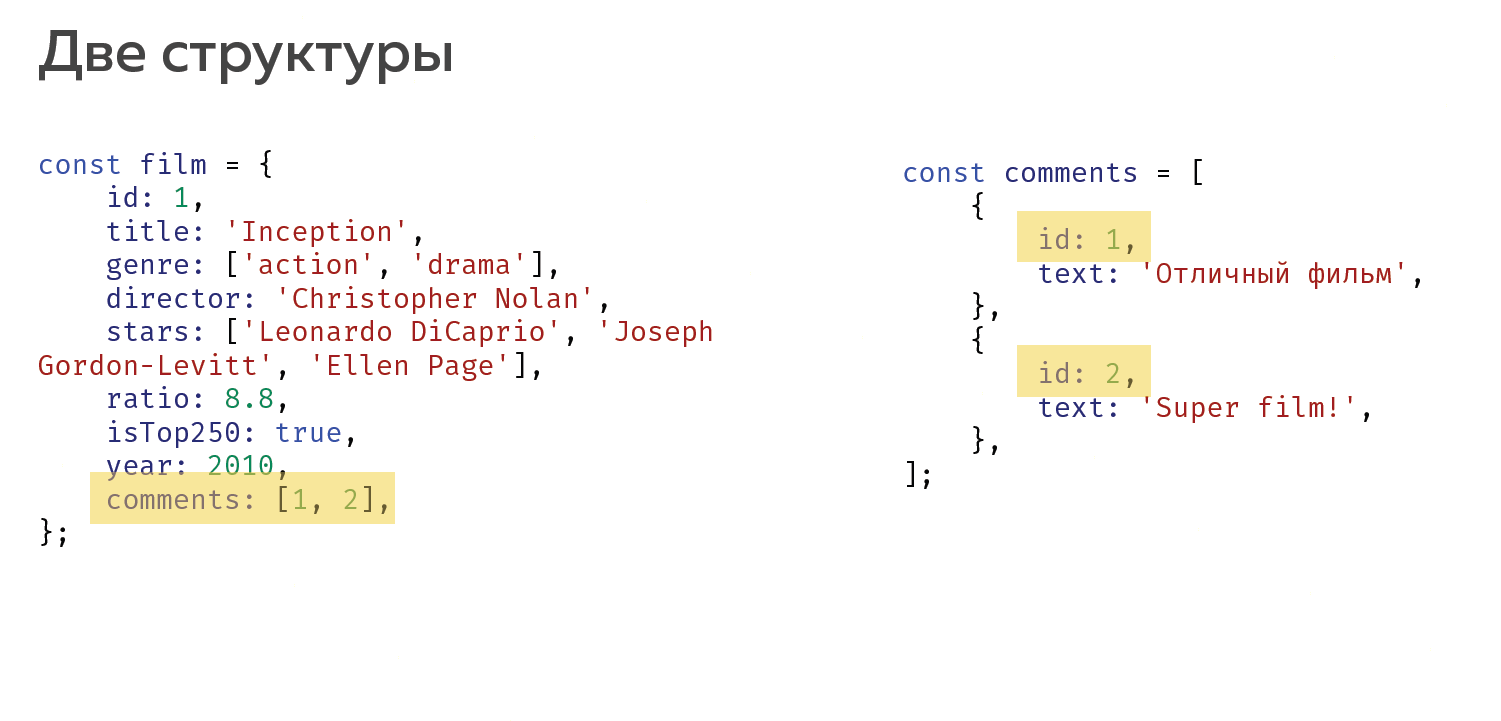 Две структуры
const film = {
    id: 1,
    title: 'Inception',
    genre: ['action', 'drama'],
    director: 'Christopher Nolan',
    stars: ['Leonardo DiCaprio', 'Joseph
Gordon-Levitt', 'Ellen Page'],
    ratio: 8.8,
    isTop250: true,
    year: 2010,
    comments: [1, 2],
};
const comments = [
    {
        id: 1,
        text: 'Отличный фильм',
    },
    {
        id: 2,
        text: 'Super film!',
    },
];